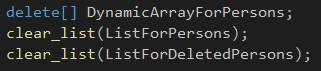 delete[] DynamicArrayForPersons;
clear_list(ListForPersons);
clear_list(ListForDeletedPersons);